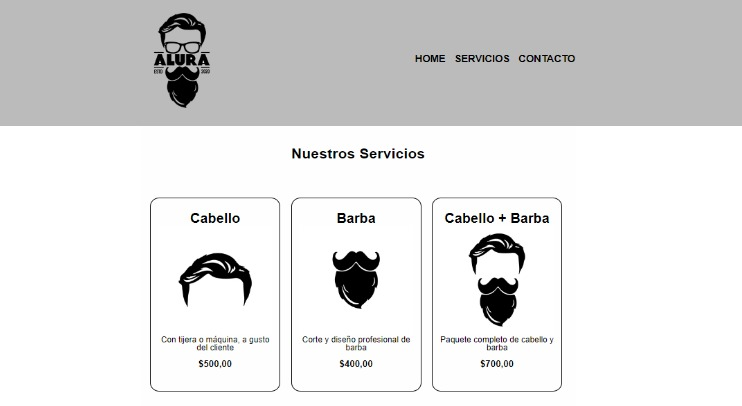 ALURA
ESTD 2020
HOME SERVICIOS CONTACTO
Nuestros Servicios
Cabello
Con tijera o máquina, a gusto
del cliente
$500,00
Barba
Corte y diseño profesional de
barba
$400,00
Cabello + Barba
Paquete completo de cabello y
barba
$700,00